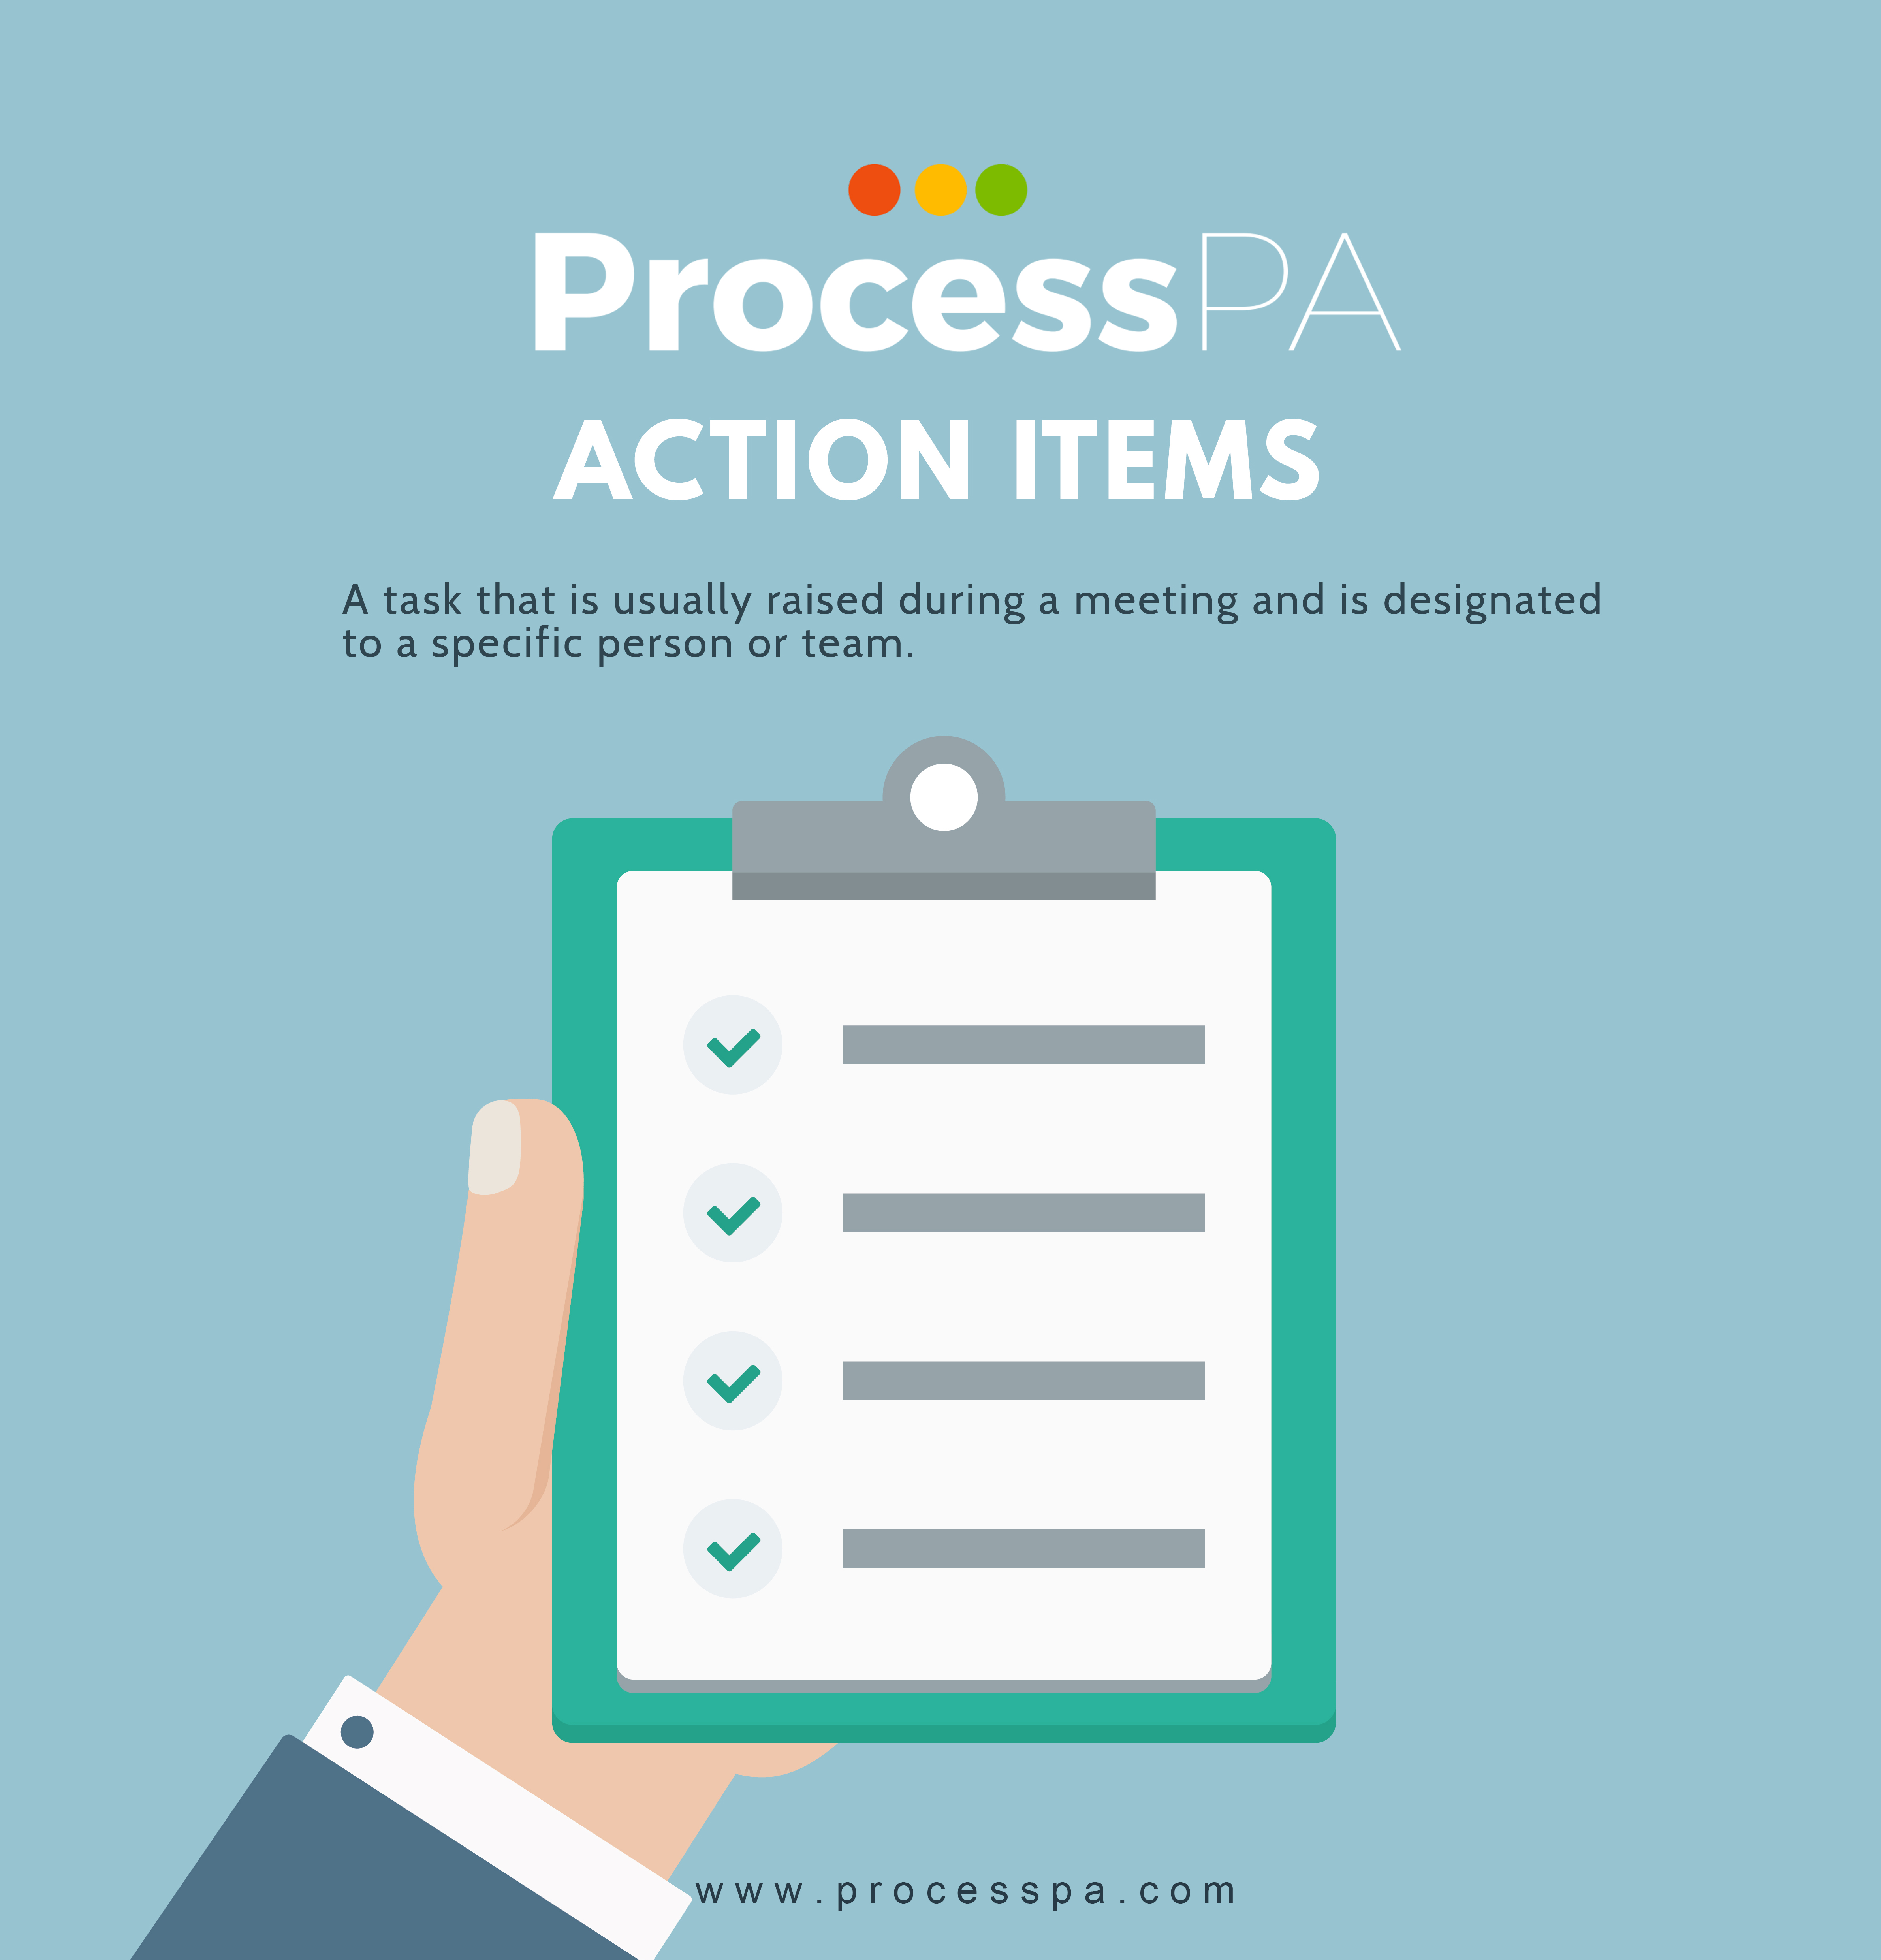 ProcessPA
ACTION ITEMS
A task that is usually raised during a meeting and is designated
to a specific person or team.
www.processpa.com